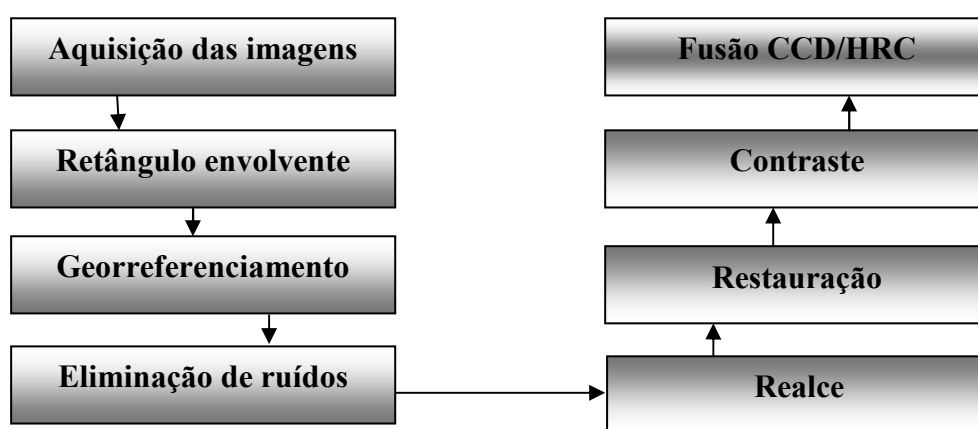 Aquisição das imagens
Retângulo envolvente
Georreferenciamento
Eliminação de ruídos
Realce
Restauração
Contraste
Fusão CCD/HRC